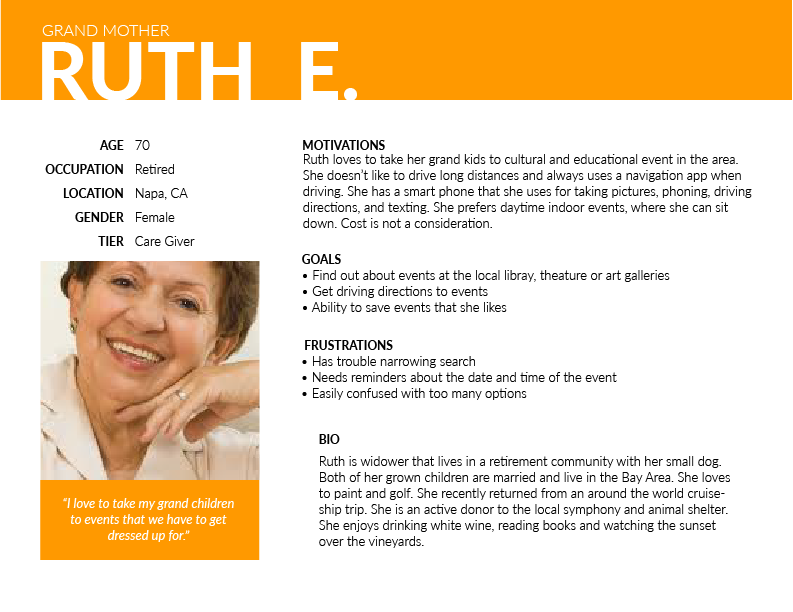 GRAND MOTHER
RUTH E.
AGE 70
OCCUPATION Retired
LOCATION Napa, CA
GENDER Female
TIER Care Giver
"I love to take my grand children
to events that we have to get
dressed up for."
MOTIVATIONS
Ruth loves to take her grand kids to cultural and educational event in the area.
She doesn't like to drive long distances and always uses a navigation app when
driving. She has a smart phone that she uses for taking pictures, phoning, driving
directions, and texting. She prefers daytime indoor events, where she can sit
down. Cost is not a consideration.
GOALS
• Find out about events at the local libray, theature or art galleries
• Get driving directions to events
• Ability to save events that she likes
FRUSTRATIONS
• Has trouble narrowing search
• Needs reminders about the date and time of the event
• Easily confused with too many options
BIO
Ruth is widower that lives in a retirement community with her small dog.
Both of her grown children are married and live in the Bay Area. She loves
to paint and golf. She recently returned from an around the world cruise-
ship trip. She is an active donor to the local symphony and animal shelter.
She enjoys drinking white wine, reading books and watching the sunset
over the vineyards.